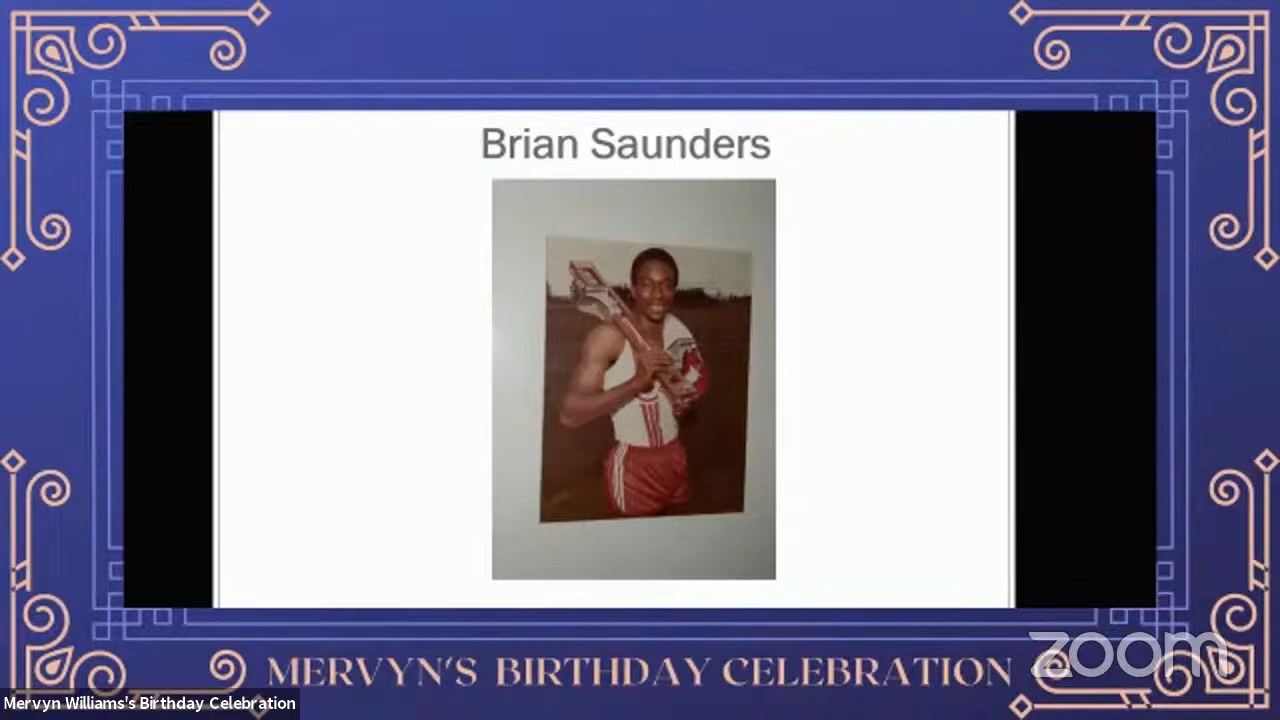 Brian Saunders
MERVYN'S BIRTHDAY CELEBRATION
zoom
Mervyn Williams's Birthday Celebration